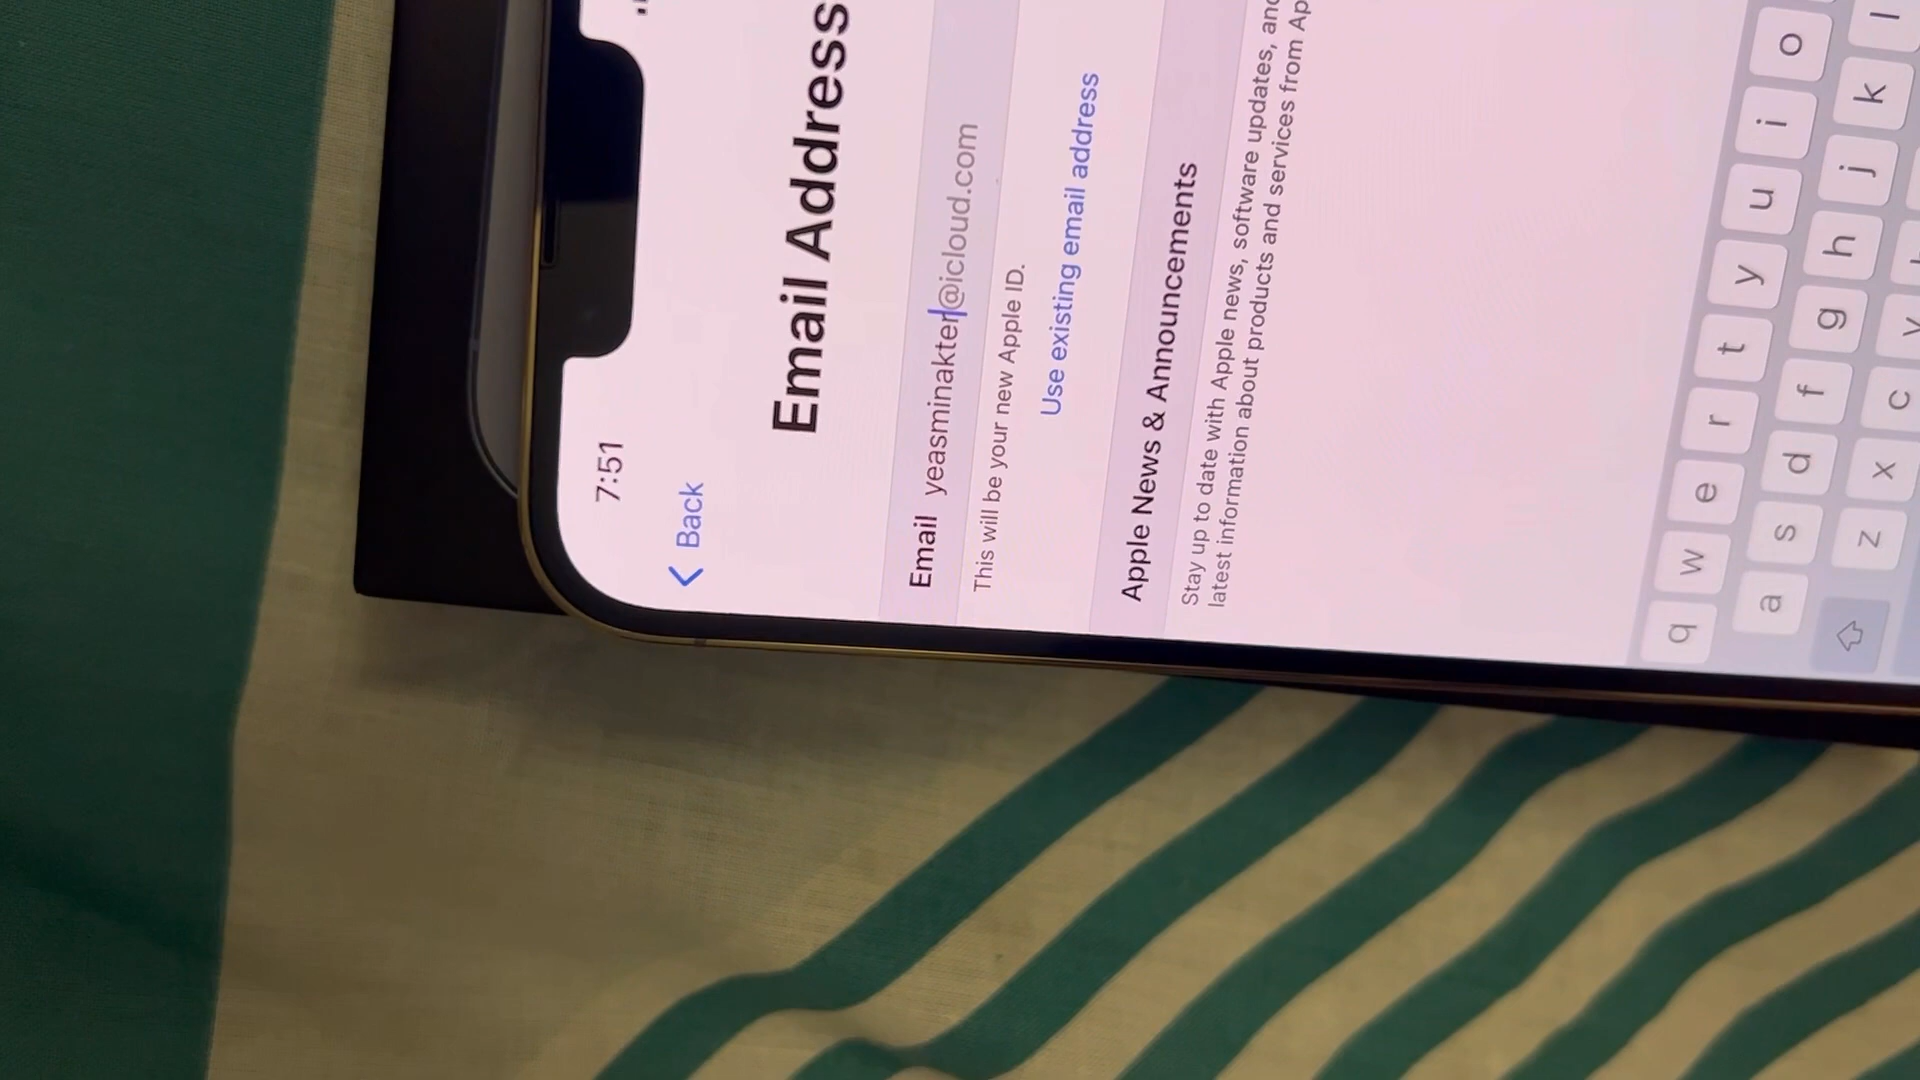 7:51
Back
Email Address
Email yeasminakter@icloud.com
This will be your new Apple ID.
Use existing email address
Apple News & Announcements
Stay up to date with Apple news, software updates, and
latest information about products and services from Ap
q w e r t y u i o
a s d f g h j k l
z x c v